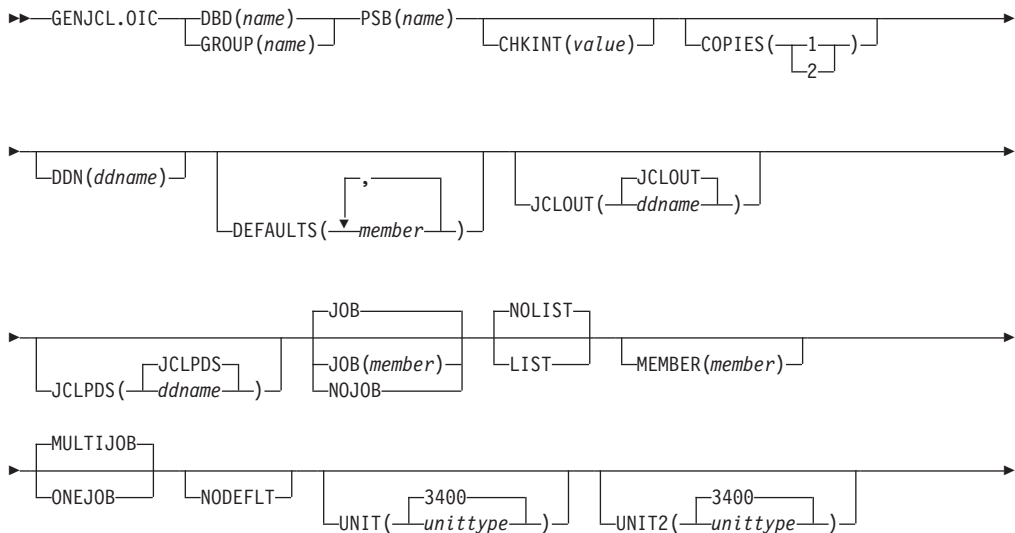 GENJCL.OIC DBD(name) PSB(name)
GROUP(name) CHKINT(value) COPIES( 1 )
2
DDN(ddname) , JCLOUT
DEFAULTS( member ) JCLOUT( ddname )
JOB NOLIST
JCLPDS JOB(member) LIST MEMBER(member)
JCLPDS( ddname ) NOJOB
MULTIJOB
ONEJOB NODEFLT 3400 3400
UNIT( unittype ) UNIT2( unittype )